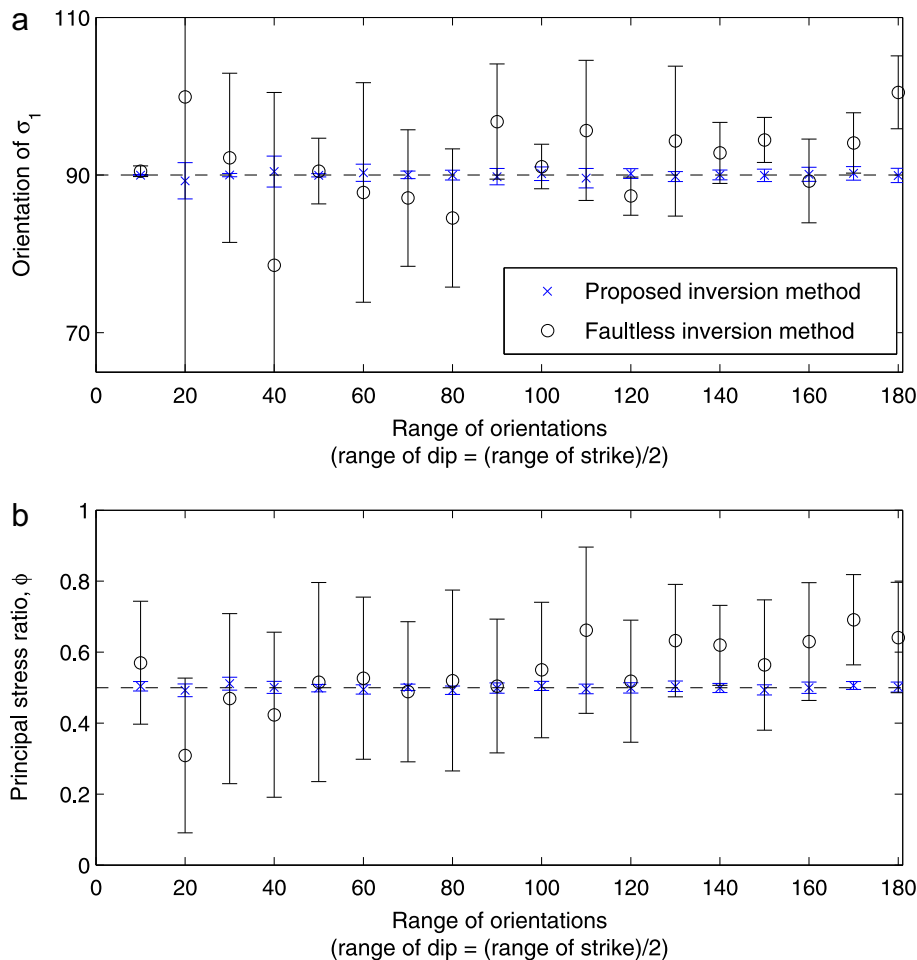 a
110
90
70
Orientation of σ1
Proposed inversion method
Faultless inversion method
0 20 40 60 80 100 120 140 160 180
Range of orientations
(range of dip = (range of strike)/2)
b
1
0.8
0.6
0.4
0.2
0
Principal stress ratio, ϕ
0 20 40 60 80 100 120 140 160 180
Range of orientations
(range of dip = (range of strike)/2)